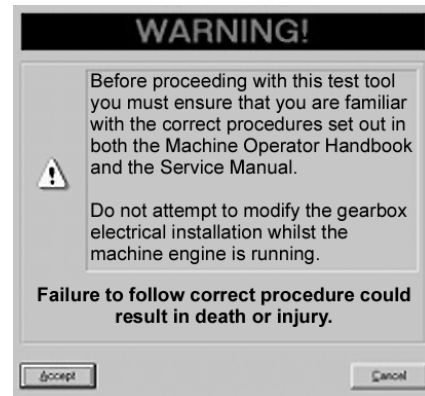 WARNING!
Before proceeding with this test tool
you must ensure that you are familiar
with the correct procedures set out in
both the Machine Operator Handbook
and the Service Manual.
Do not attempt to modify the gearbox
electrical installation whilst the
machine engine is running.
Failure to follow correct procedure could
result in death or injury.
Accept Cancel